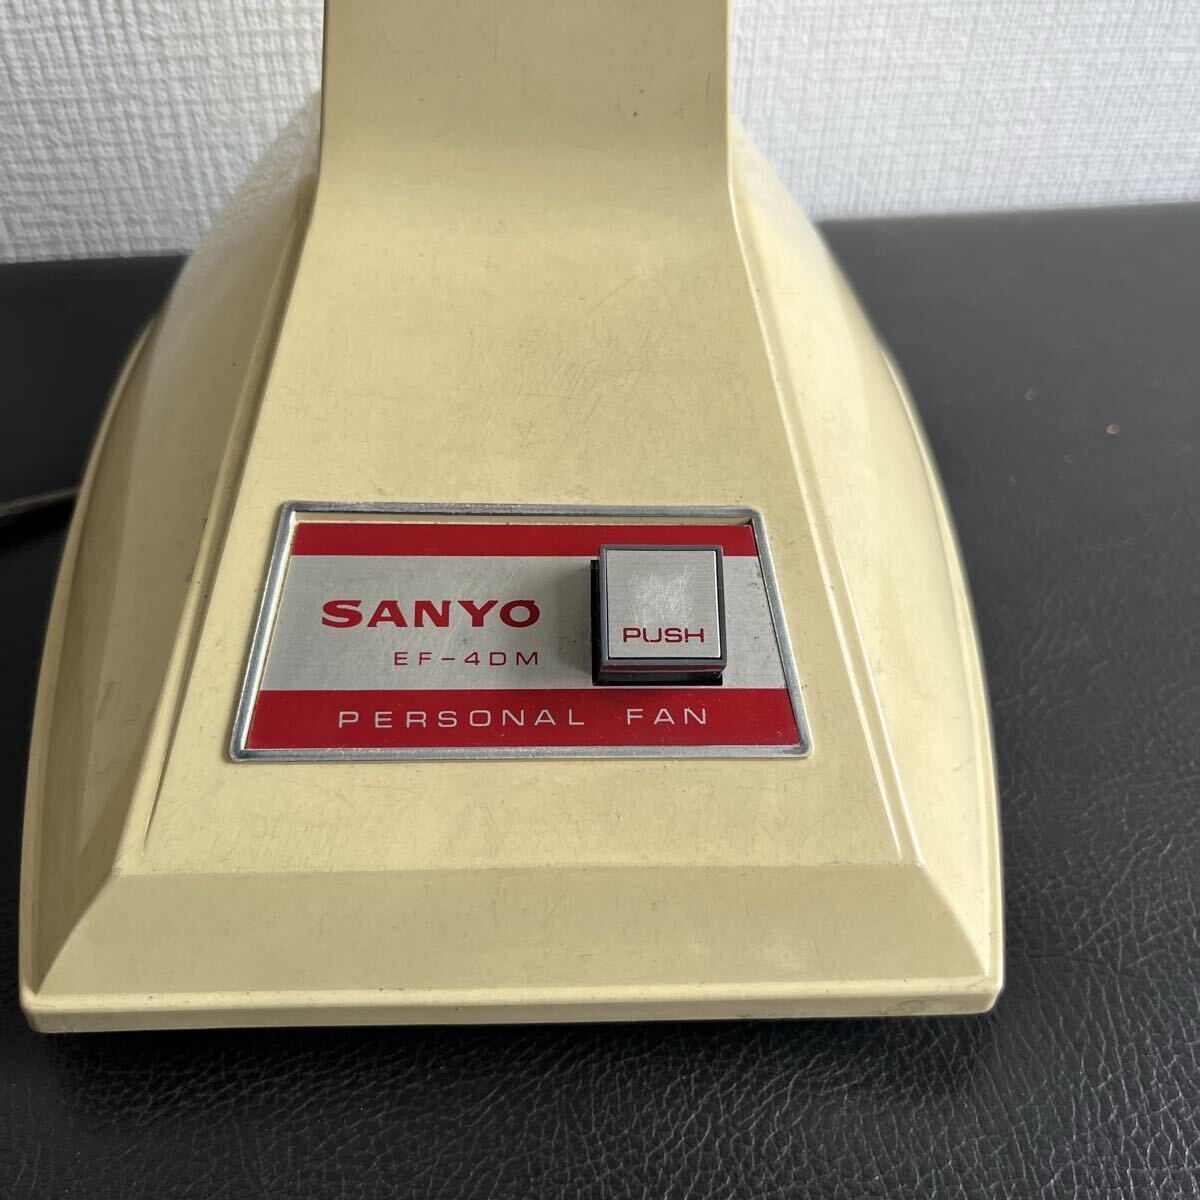 SANYO
EF-4DM
PUSH
PERSONAL FAN